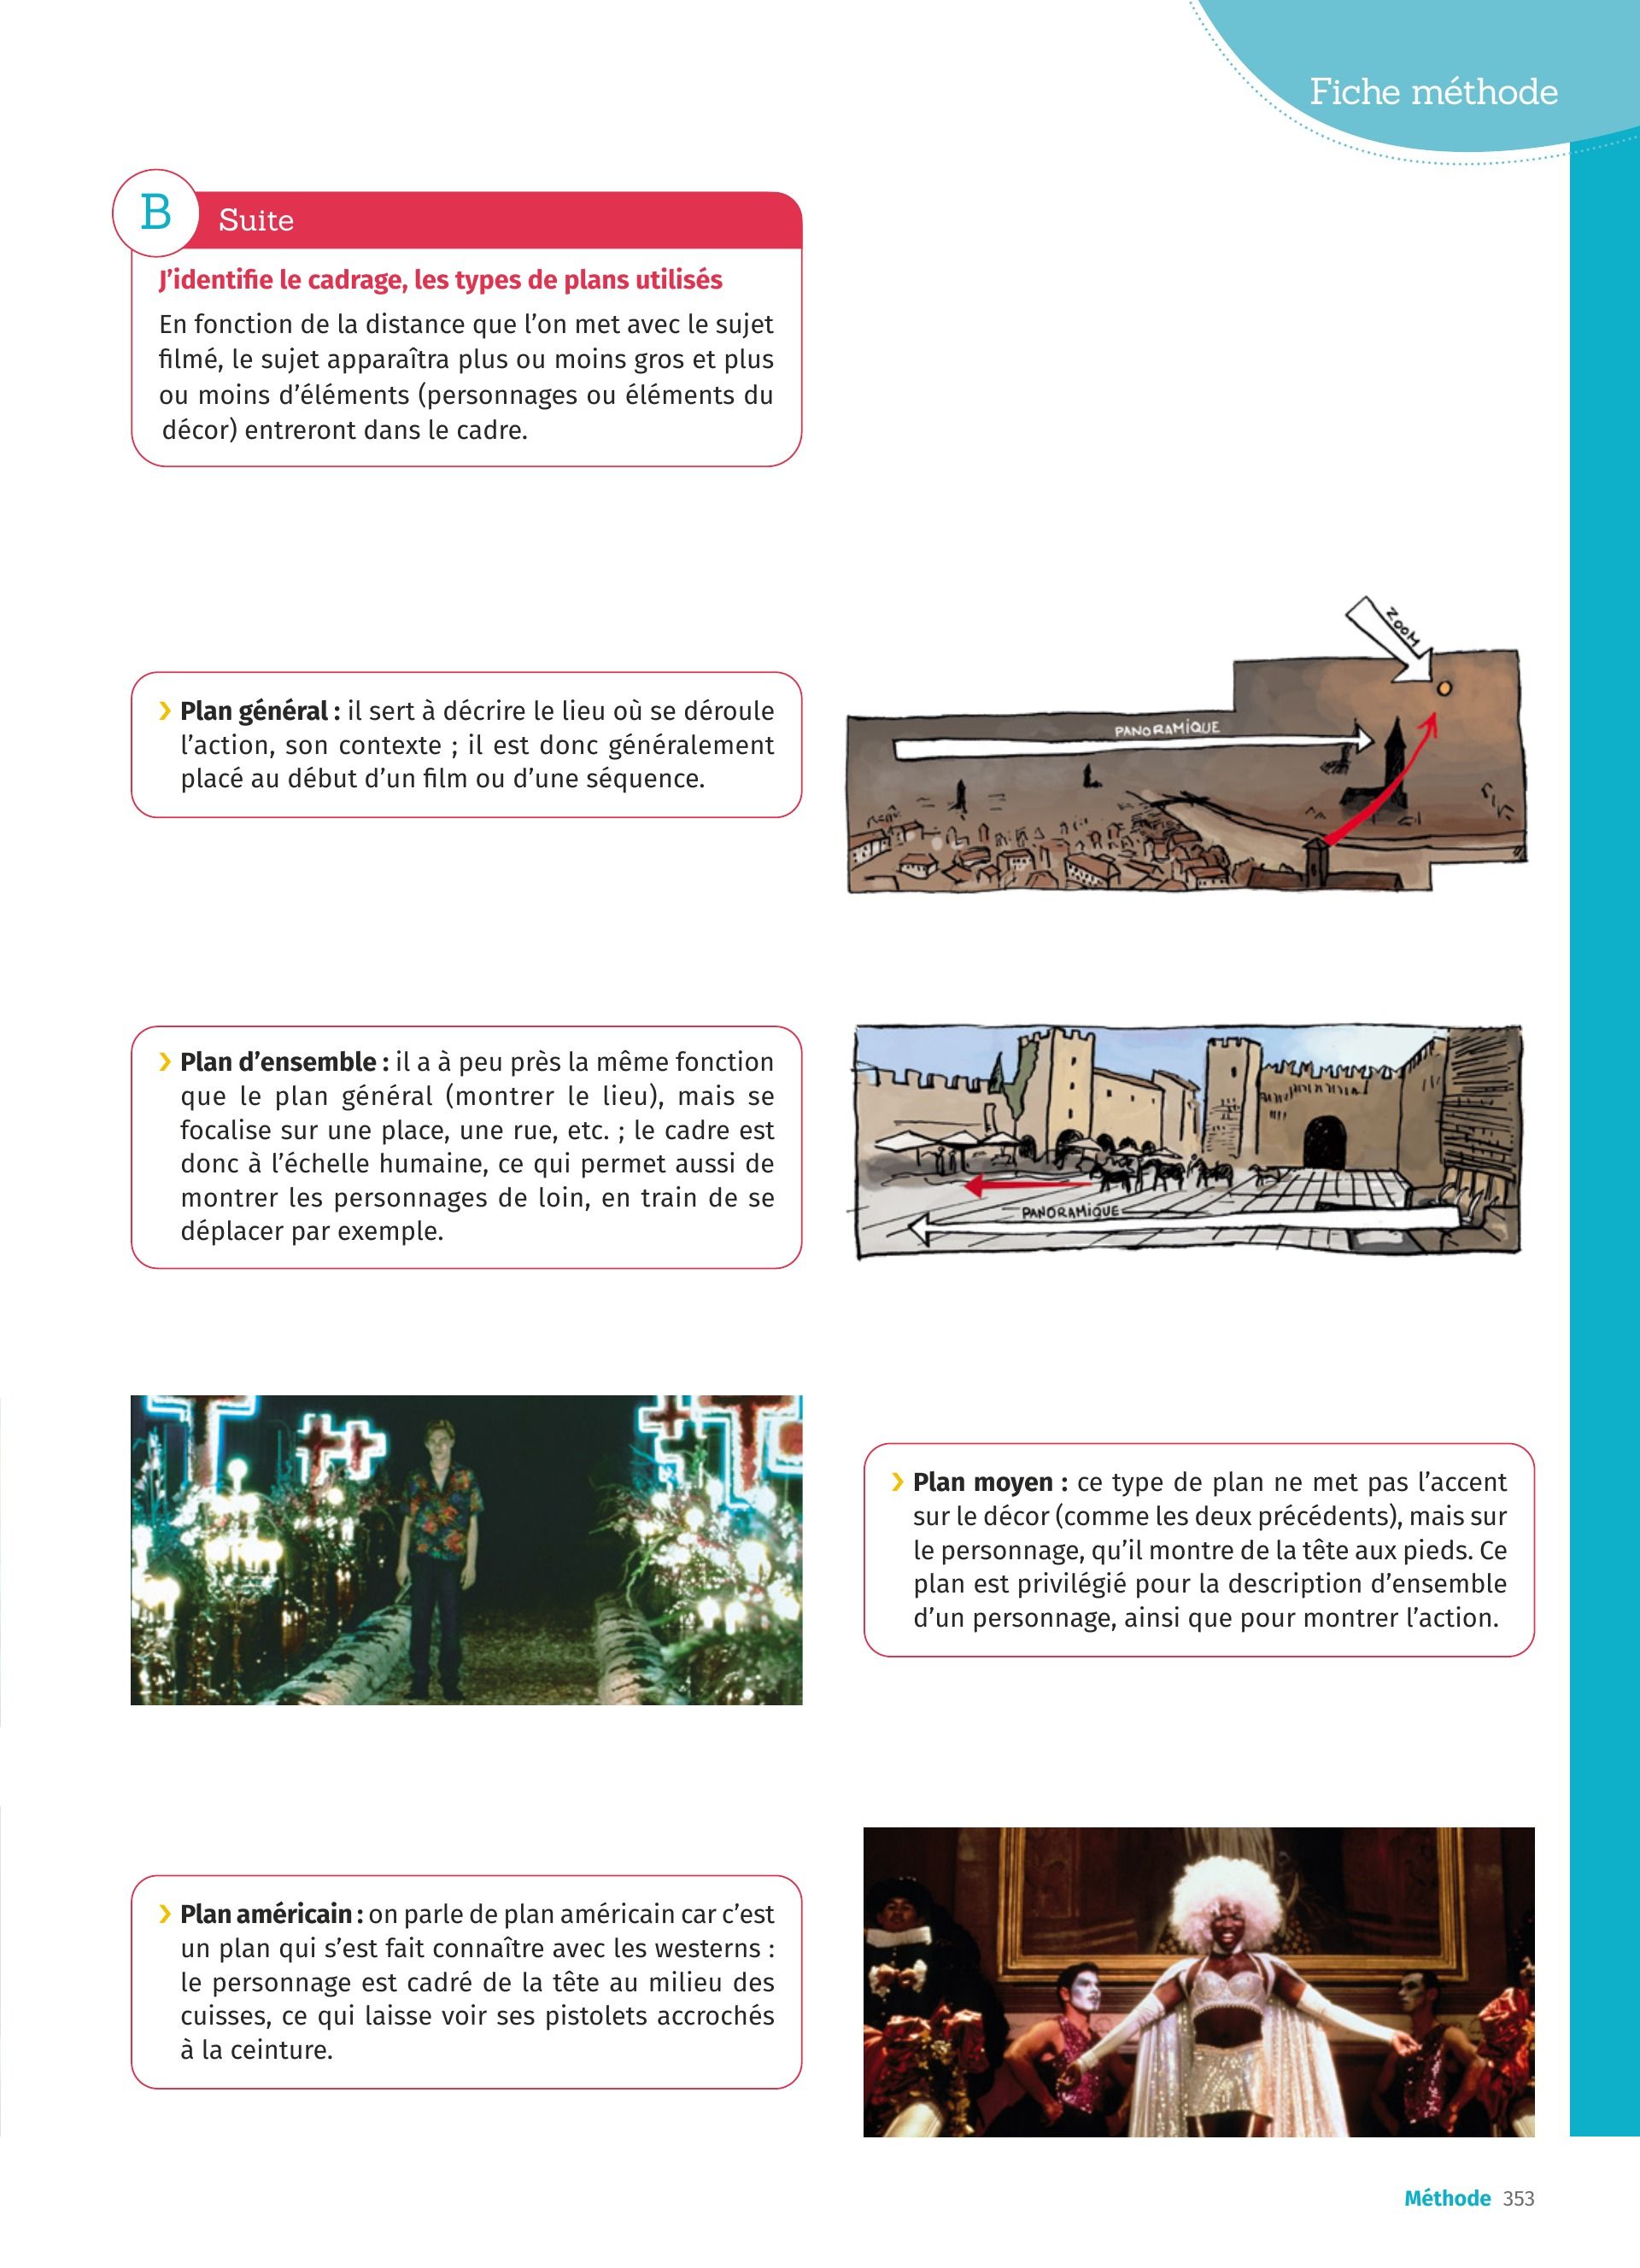 Fiche méthode
B
Suite
J’identifie le cadrage, les types de plans utilisés
En fonction de la distance que l’on met avec le sujet
filmé, le sujet apparaîtra plus ou moins gros et plus
ou moins d’éléments (personnages ou éléments du
décor) entreront dans le cadre.
› Plan général : il sert à décrire le lieu où se déroule
l’action, son contexte ; il est donc généralement
placé au début d’un film ou d’une séquence.
ZOOM
PANORAMIQUE
› Plan d’ensemble : il a à peu près la même fonction
que le plan général (montrer le lieu), mais se
focalise sur une place, une rue, etc. ; le cadre est
donc à l’échelle humaine, ce qui permet aussi de
montrer les personnages de loin, en train de se
déplacer par exemple.
PANORAMIQUE
› Plan moyen : ce type de plan ne met pas l’accent
sur le décor (comme les deux précédents), mais sur
le personnage, qu’il montre de la tête aux pieds. Ce
plan est privilégié pour la description d’ensemble
d’un personnage, ainsi que pour montrer l’action.
› Plan américain : on parle de plan américain car c’est
un plan qui s’est fait connaître avec les westerns :
le personnage est cadré de la tête au milieu des
cuisses, ce qui laisse voir ses pistolets accrochés
à la ceinture.
Méthode 353